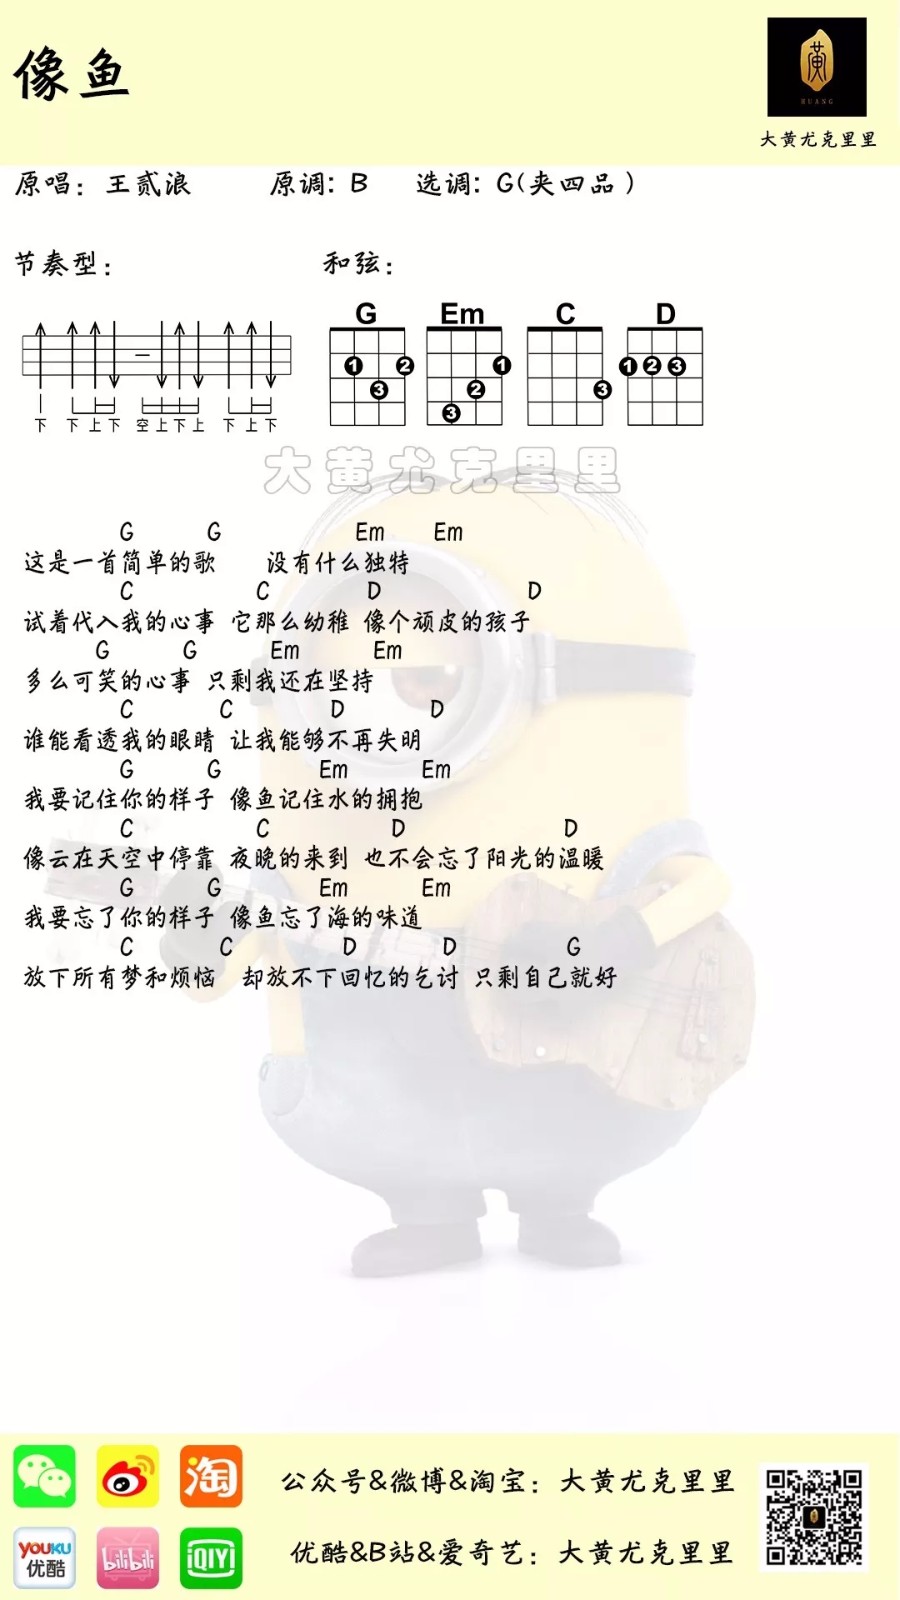 像鱼
黄
HUANG
大黄尤克里里
原唱：王贰浪 原调: B 选调: G(夹四品）
节奏型： 和弦：
G Em C D
1 2 3 1 2 3 3 1 2 3
下 下 上 下 空 上 下 上 下 上 下
大黄尤克里里
G G Em Em
这是一首简单的歌 没有什么独特
C C D D
试着代入我的心事 它那么幼稚 像个顽皮的孩子
G G Em Em
多么可笑的心事 只剩我还在坚持
C C D D
谁能看透我的眼睛 让我能够不再失明
G G Em Em
我要记住你的样子 像鱼记住水的拥抱
C C D D
像云在天空中停靠 夜晚的来到 也不会忘了阳光的温暖
G G Em Em
我要忘了你的样子 像鱼忘了海的味道
C C D D G
放下所有梦和烦恼 却放不下回忆的乞讨 只剩自己就好
淘
公众号&微博&淘宝：大黄尤克里里
YOUKU
优酷
bilibili
iQIYI
优酷&B站&爱奇艺：大黄尤克里里